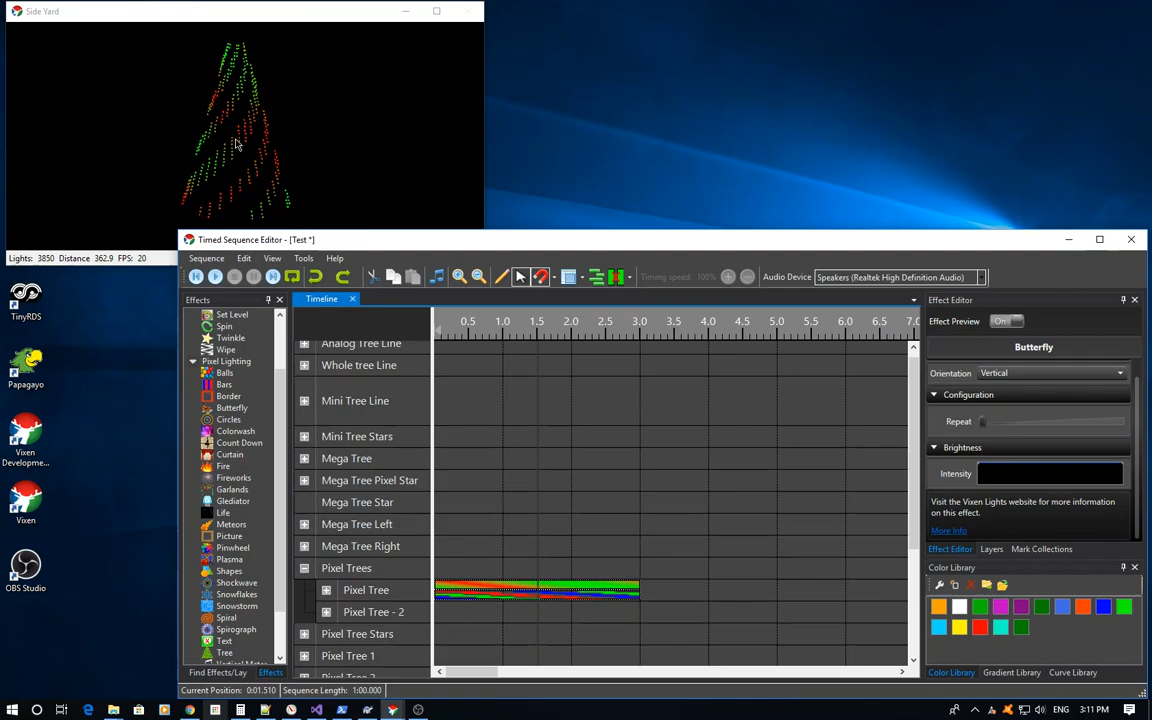 Side Yard
Lights: 3850 Distance 362.9 FPS: 20
TinyRDS
Papagayo
Vixen
Developme...
Vixen
OBS Studio
Timed Sequence Editor - [Test *]
Sequence Edit View Tools Help
Timing speed: 100%
Audio Device
Speakers (Realtek High Definition Audio)
Effects
Set Level
Spin
Twinkle
Wipe
Pixel Lighting
Balls
Bars
Border
Butterfly
Circles
Colorwash
Count Down
Curtain
Fire
Fireworks
Garlands
Glediator
Life
Meteors
Picture
Pinwheel
Plasma
Shapes
Shockwave
Snowflakes
Snowstorm
Spiral
Spirograph
Text
Tree
Find Effects/Lay
Effects
Timeline
0.5 1.0 1.5 2.0 2.5 3.0 3.5 4.0 4.5 5.0 5.5 6.0 6.5 7.0
Analog Tree Line
Whole tree Line
Mini Tree Line
Mini Tree Stars
Mega Tree
Mega Tree Pixel Star
Mega Tree Star
Mega Tree Left
Mega Tree Right
Pixel Trees
Pixel Tree
Pixel Tree - 2
Pixel Tree Stars
Pixel Tree 1
Effect Editor
Effect Preview
On
Butterfly
Orientation
Vertical
Configuration
Repeat
Brightness
Intensity
Visit the Vixen Lights website for more information
on this effect.
More Info
Effect Editor Layers Mark Collections
Color Library
Color Library Gradient Library Curve Library
Current Position: 0:01.510 Sequence Length: 1:00.000
ENG 3:11 PM